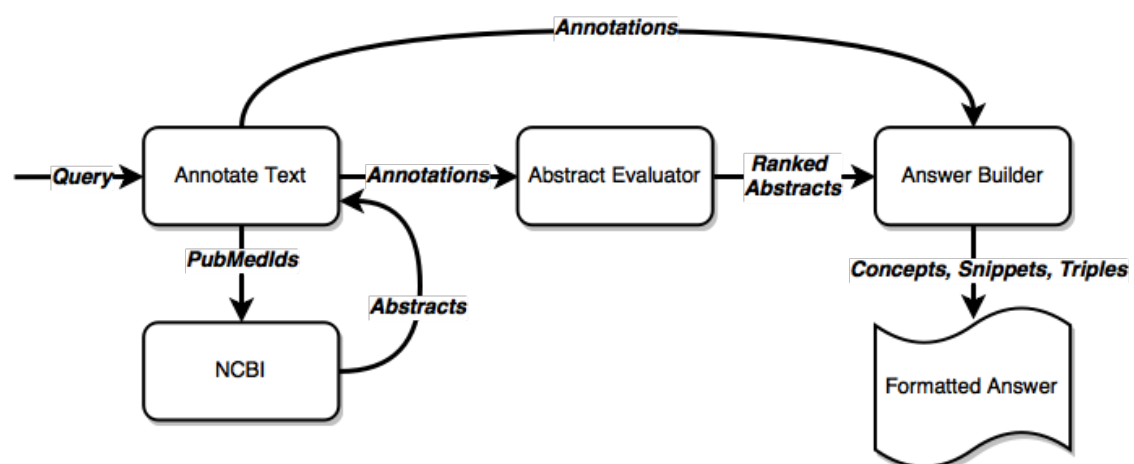 Annotations
Query
Annotate Text
Annotations
Abstract Evaluator
Ranked
Abstracts
Answer Builder
PubMedIds
Concepts, Snippets, Triples
Abstracts
NCBI
Formatted Answer